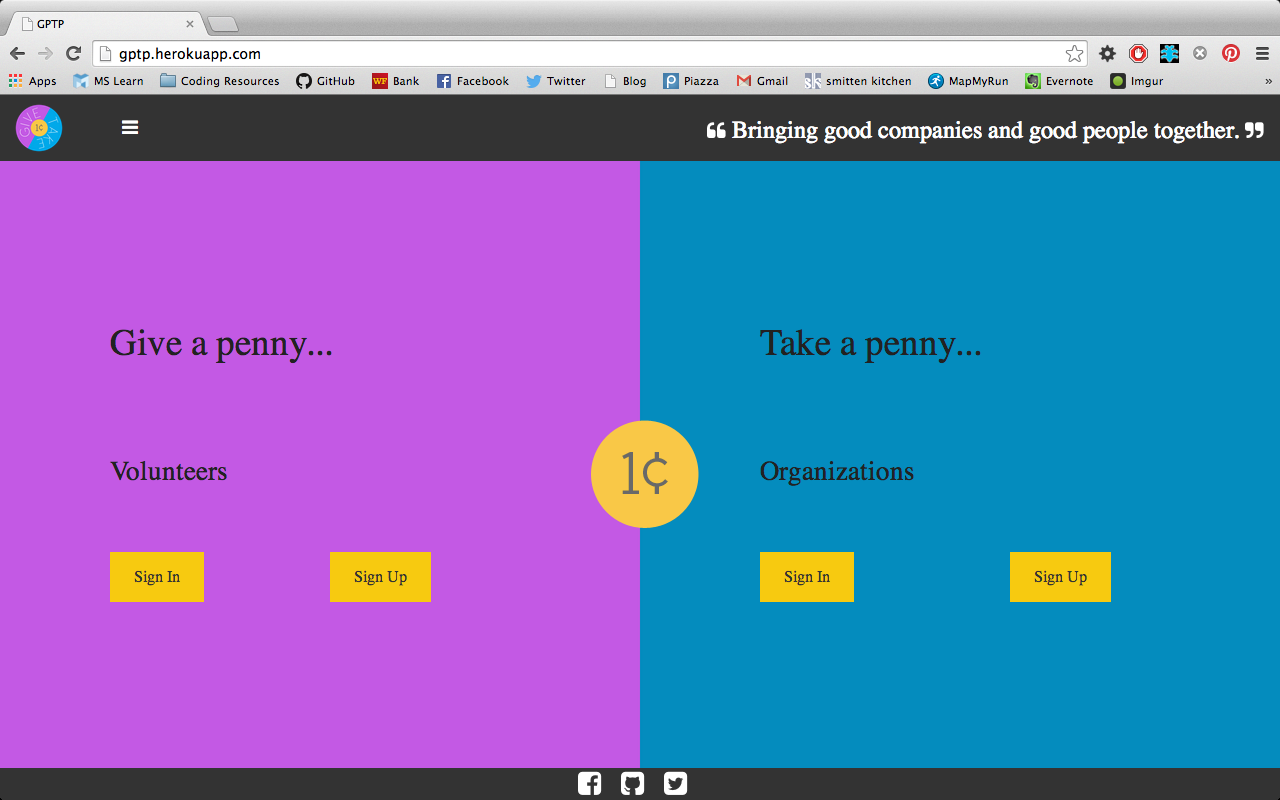 GPTP
gptp.herokuapp.com
Apps MS Learn Coding Resources GitHub WF Bank Facebook Twitter Blog Piazza Gmail sk smitten kitchen MapMyRun Evernote Imgur »
GIVE TAKE 1¢
“ Bringing good companies and good people together. ”
Give a penny...
Take a penny...
Volunteers
1¢
Organizations
Sign In Sign Up
Sign In Sign Up